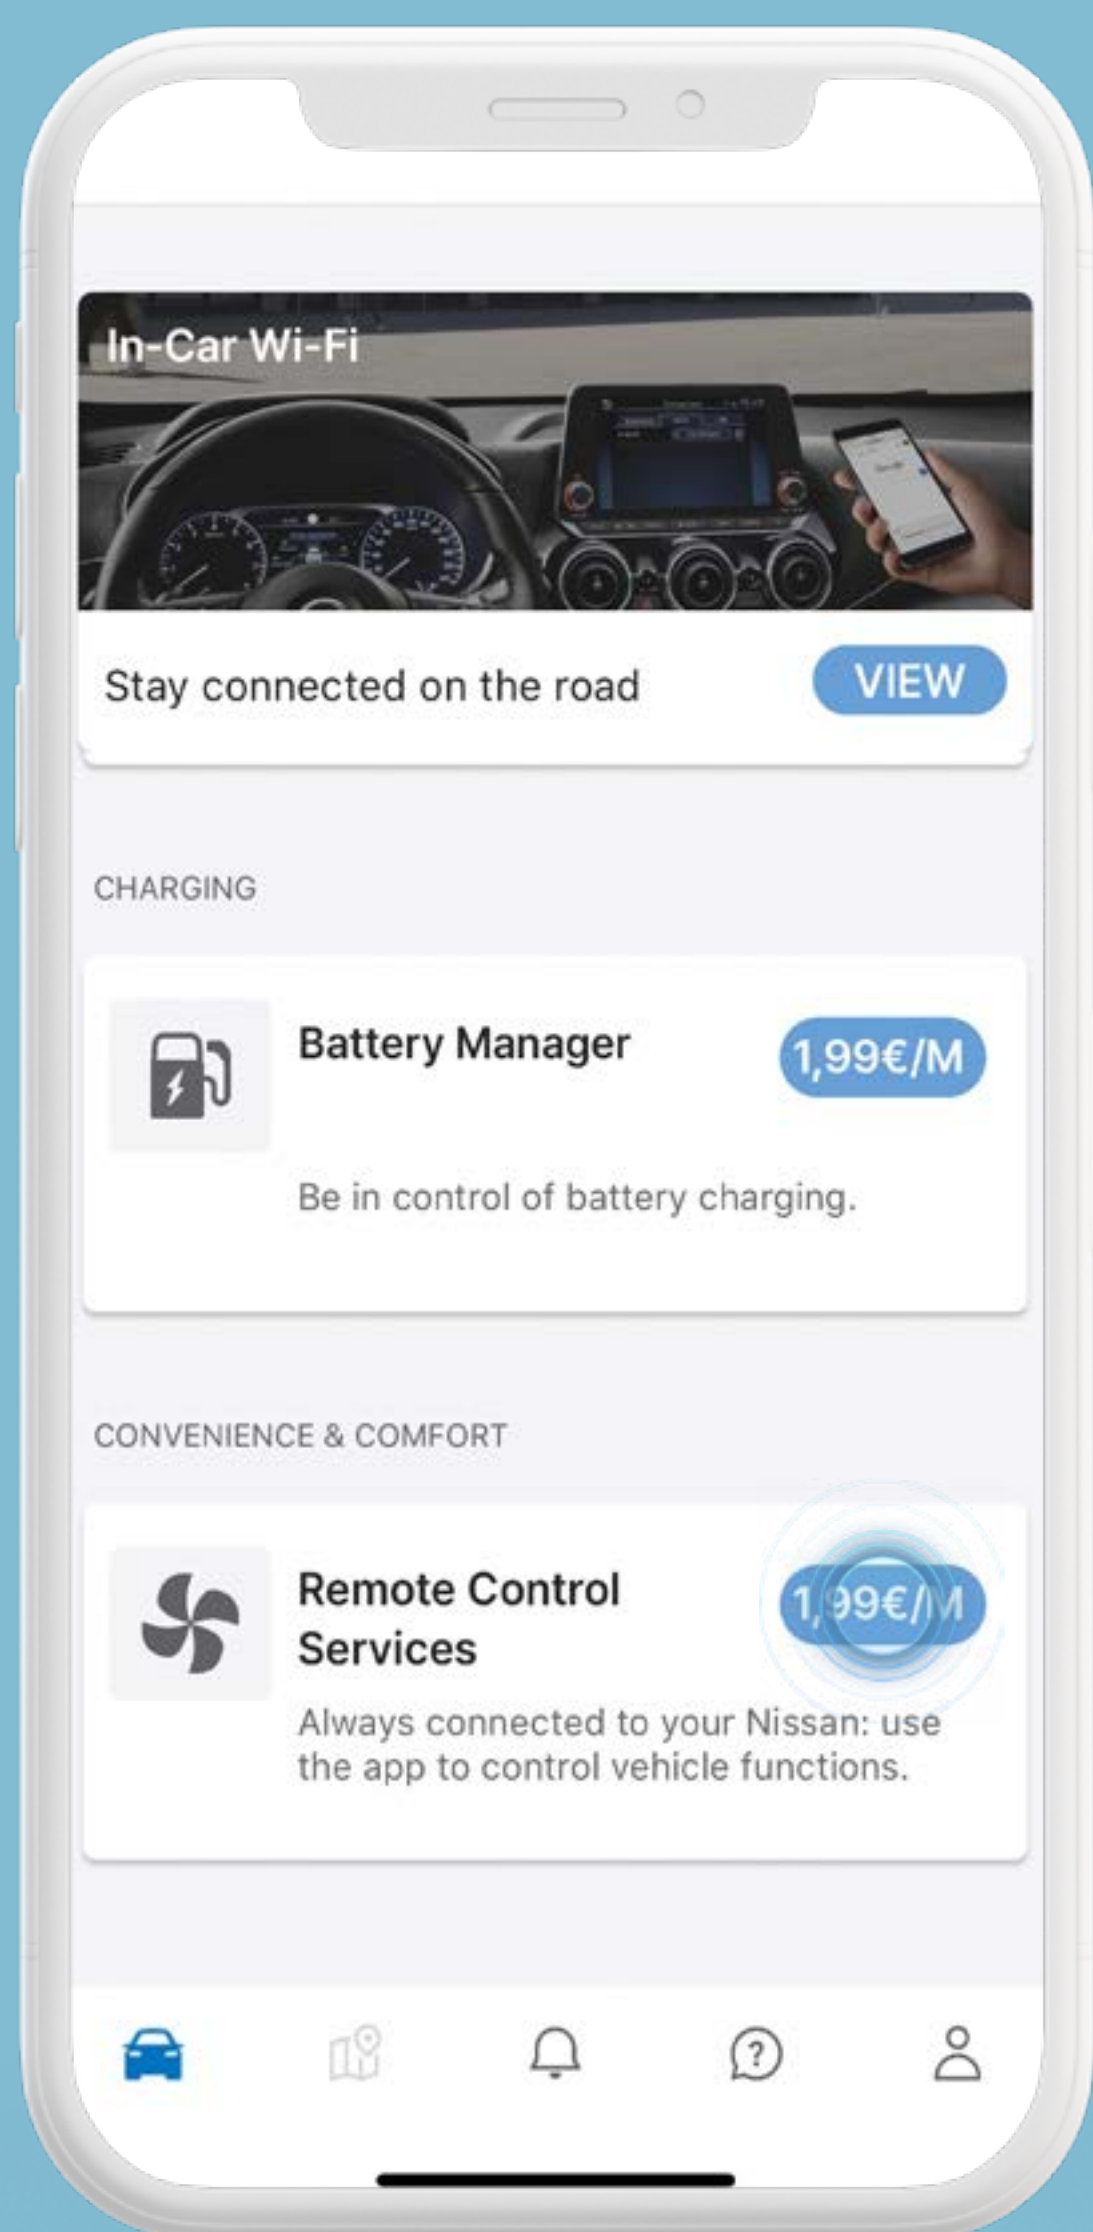 In-Car Wi-Fi
Stay connected on the road
VIEW
CHARGING
Battery Manager
1,99€/M
Be in control of battery charging.
CONVENIENCE & COMFORT
Remote Control
Services
1,99€/M
Always connected to your Nissan: use
the app to control vehicle functions.
?